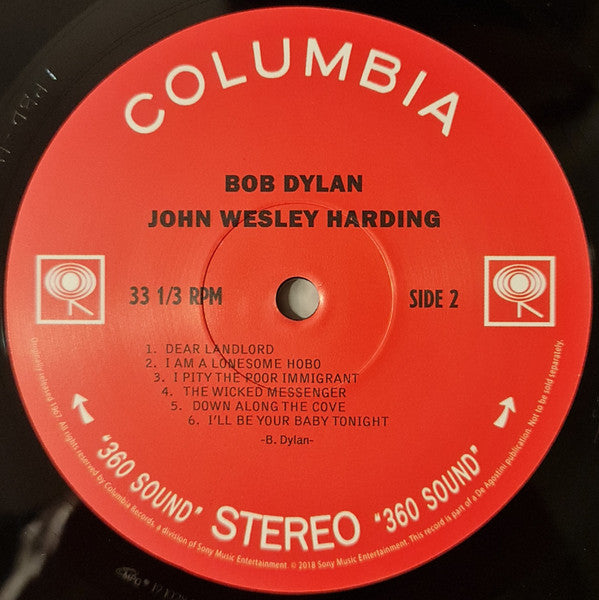 COLUMBIA
BOB DYLAN
JOHN WESLEY HARDING
33 1/3 RPM
SIDE 2
1. DEAR LANDLORD
2. I AM A LONESOME HOBO
3. I PITY THE POOR IMMIGRANT
4. THE WICKED MESSENGER
5. DOWN ALONG THE COVE
6. I'LL BE YOUR BABY TONIGHT
-B. Dylan-
"360 SOUND" STEREO "360 SOUND"
Originally released 1967. All rights reserved by Columbia Records, a division of Sony Music Entertainment. © 2018 Sony Music Entertainment. This record is part of a De Agostini publication. Not to be sold separately.